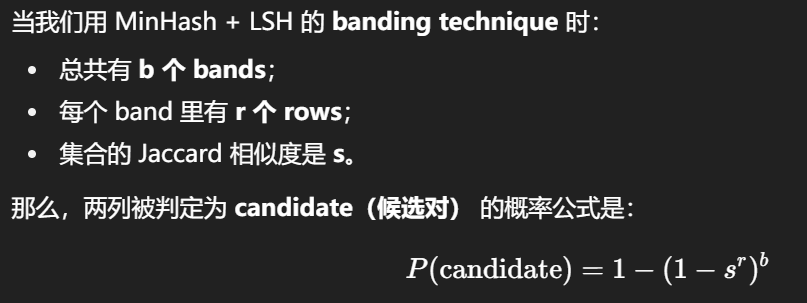 当我们用 MinHash + LSH 的 banding technique 时：
• 总共有 b 个 bands；
• 每个 band 里有 r 个 rows；
• 集合的 Jaccard 相似度是 s。
那么，两列被判定为 candidate（候选对） 的概率公式是：
P(candidate) = 1 − (1 − s^r)^b